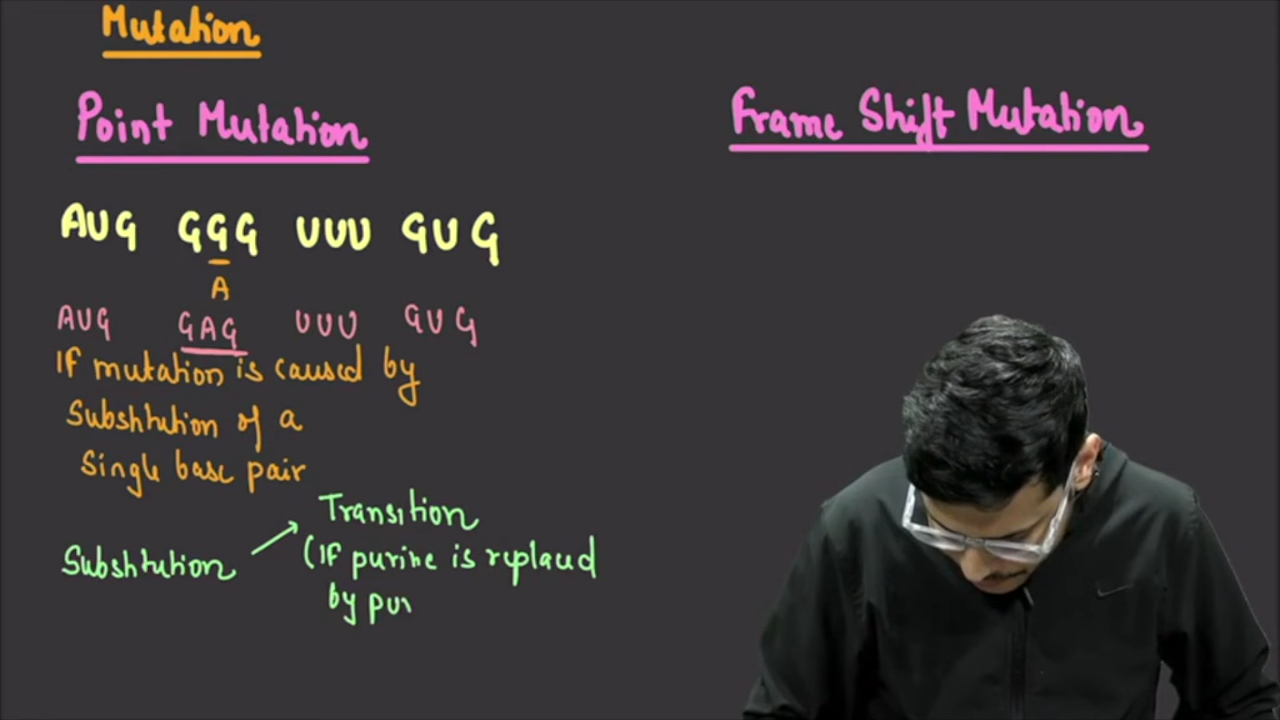 Mutation
Point Mutation
Frame Shift Mutation
AUG GGG UUU GUG
A
AUG GAG UUU GUG
If mutation is caused by
Substitution of a
Single base pair
Transition
Substitution
(If purine is replaced
by pur